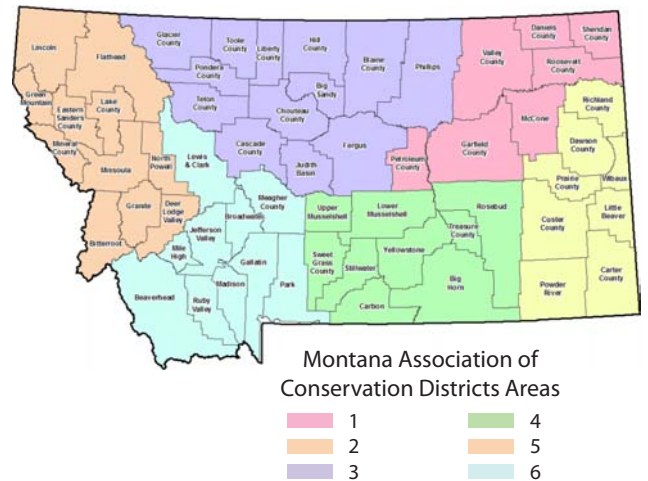 Glacier
County
Toole
County
Liberty
County
Hill
County
Blaine
County
Phillips
Valley
County
Daniels
County
Sheridan
County
Roosevelt
County
Lincoln
Flathead
Pondera
County
Teton
County
Chouteau
County
Big
Sandy
Green
Mountain
Eastern
Sanders
County
Lake
County
Mineral
County
Missoula
North
Powell
Lewis
& Clark
Cascade
County
Judith
Basin
Fergus
Petroleum
County
Garfield
County
McCone
Richland
County
Dawson
County
Prairie
County
Wibaux
Granite
Deer
Lodge
Valley
Bitterroot
Meagher
County
Broadwater
Jefferson
Valley
Mile
High
Gallatin
Park
Madison
Ruby
Valley
Beaverhead
Upper
Musselshell
Lower
Musselshell
Rosebud
Treasure
County
Sweet
Grass
County
Stillwater
Yellowstone
Carbon
Big
Horn
Custer
County
Little
Beaver
Powder
River
Carter
County
Montana Association of
Conservation Districts Areas
1
2
3
4
5
6